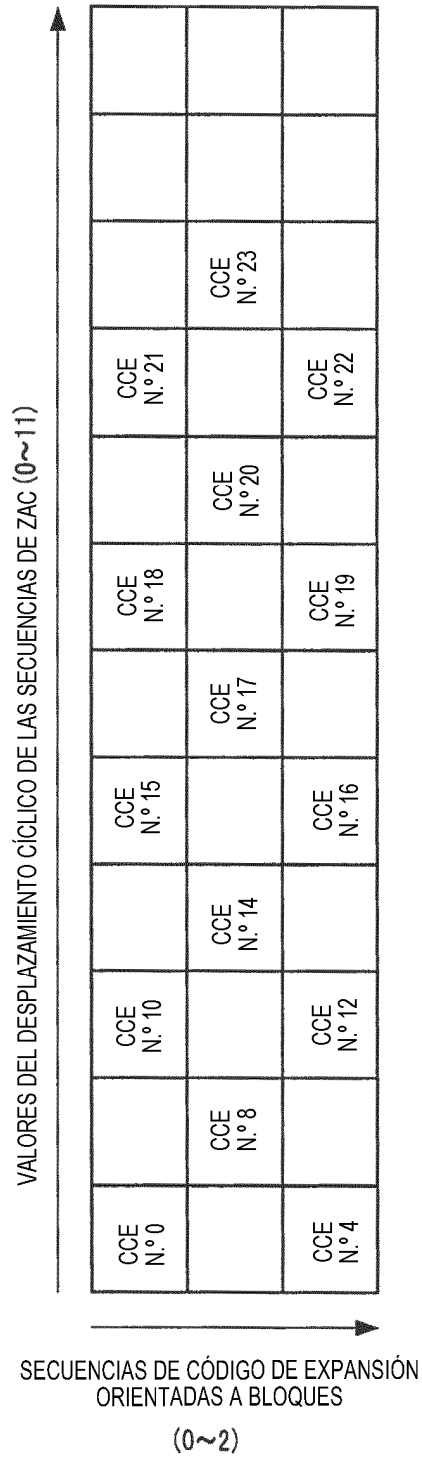 VALORES DEL DESPLAZAMIENTO CÍCLICO DE LAS SECUENCIAS DE ZAC (0~11)
CCE
N.º 0
CCE
N.º 10
CCE
N.º 15
CCE
N.º 18
CCE
N.º 21
CCE
N.º 8
CCE
N.º 14
CCE
N.º 17
CCE
N.º 20
CCE
N.º 23
CCE
N.º 4
CCE
N.º 12
CCE
N.º 16
CCE
N.º 19
CCE
N.º 22
SECUENCIAS DE CÓDIGO DE EXPANSIÓN
ORIENTADAS A BLOQUES
(0~2)